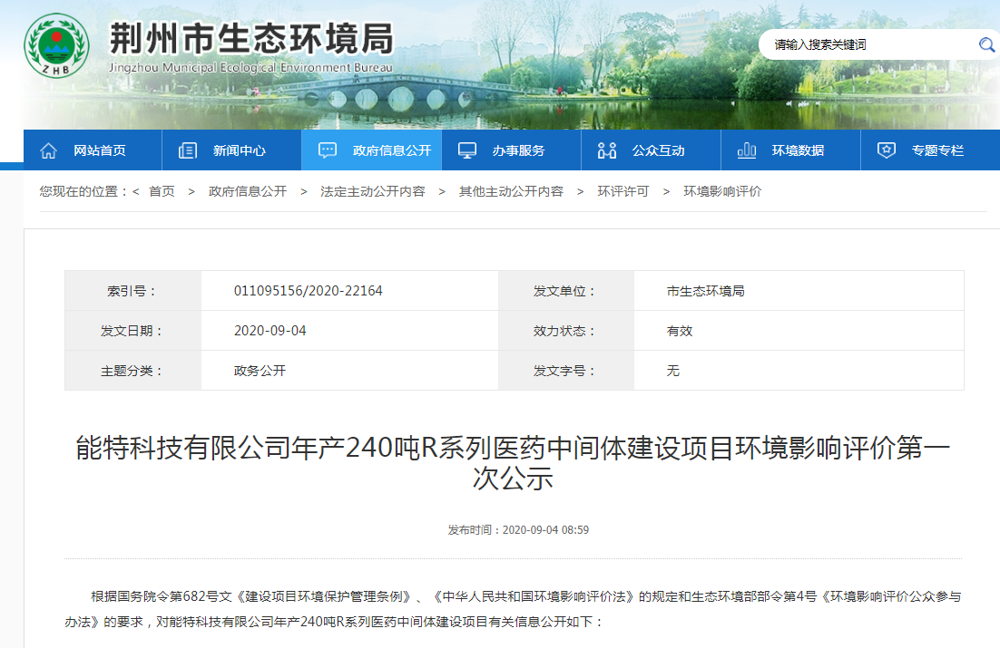 荆州市生态环境局
Jingzhou Municipal Ecological Environment Bureau
ZHB
请输入搜索关键词
网站首页 新闻中心 政府信息公开 办事服务 公众互动 环境数据 专题专栏
您现在的位置：< 首页 > 政府信息公开 > 法定主动公开内容 > 其他主动公开内容 > 环评许可 > 环境影响评价
索引号： 011095156/2020-22164 发文单位： 市生态环境局
发文日期： 2020-09-04 效力状态： 有效
主题分类： 政务公开 发文字号： 无
能特科技有限公司年产240吨R系列医药中间体建设项目环境影响评价第一
次公示
发布时间：2020-09-04 08:59
根据国务院令第682号文《建设项目环境保护管理条例》、《中华人民共和国环境影响评价法》的规定和生态环境部部令第4号《环境影响评价公众参与
办法》的要求，对能特科技有限公司年产240吨R系列医药中间体建设项目有关信息公开如下：